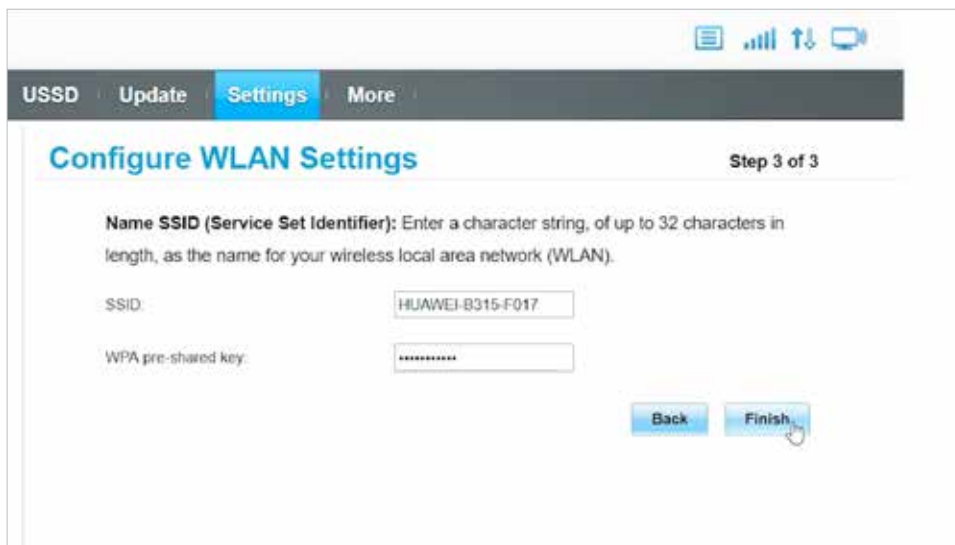 USSD Update Settings More
Configure WLAN Settings
Step 3 of 3
Name SSID (Service Set Identifier): Enter a character string, of up to 32 characters in
length, as the name for your wireless local area network (WLAN).
SSID:
HUAWEI-B315-F017
WPA pre-shared key:
•••••••••••
Back Finish